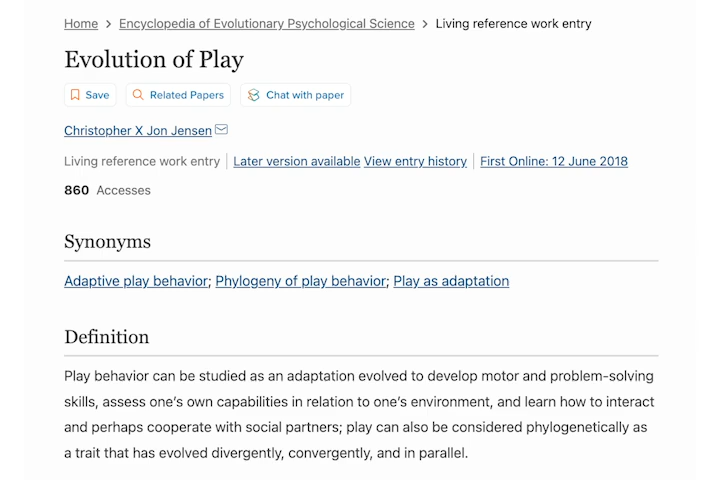 Home > Encyclopedia of Evolutionary Psychological Science > Living reference work entry
Evolution of Play
Save Related Papers Chat with paper
Christopher X Jon Jensen
Living reference work entry | Later version available View entry history | First Online: 12 June 2018
860 Accesses
Synonyms
Adaptive play behavior; Phylogeny of play behavior; Play as adaptation
Definition
Play behavior can be studied as an adaptation evolved to develop motor and problem-solving
skills, assess one's own capabilities in relation to one's environment, and learn how to interact
and perhaps cooperate with social partners; play can also be considered phylogenetically as
a trait that has evolved divergently, convergently, and in parallel.